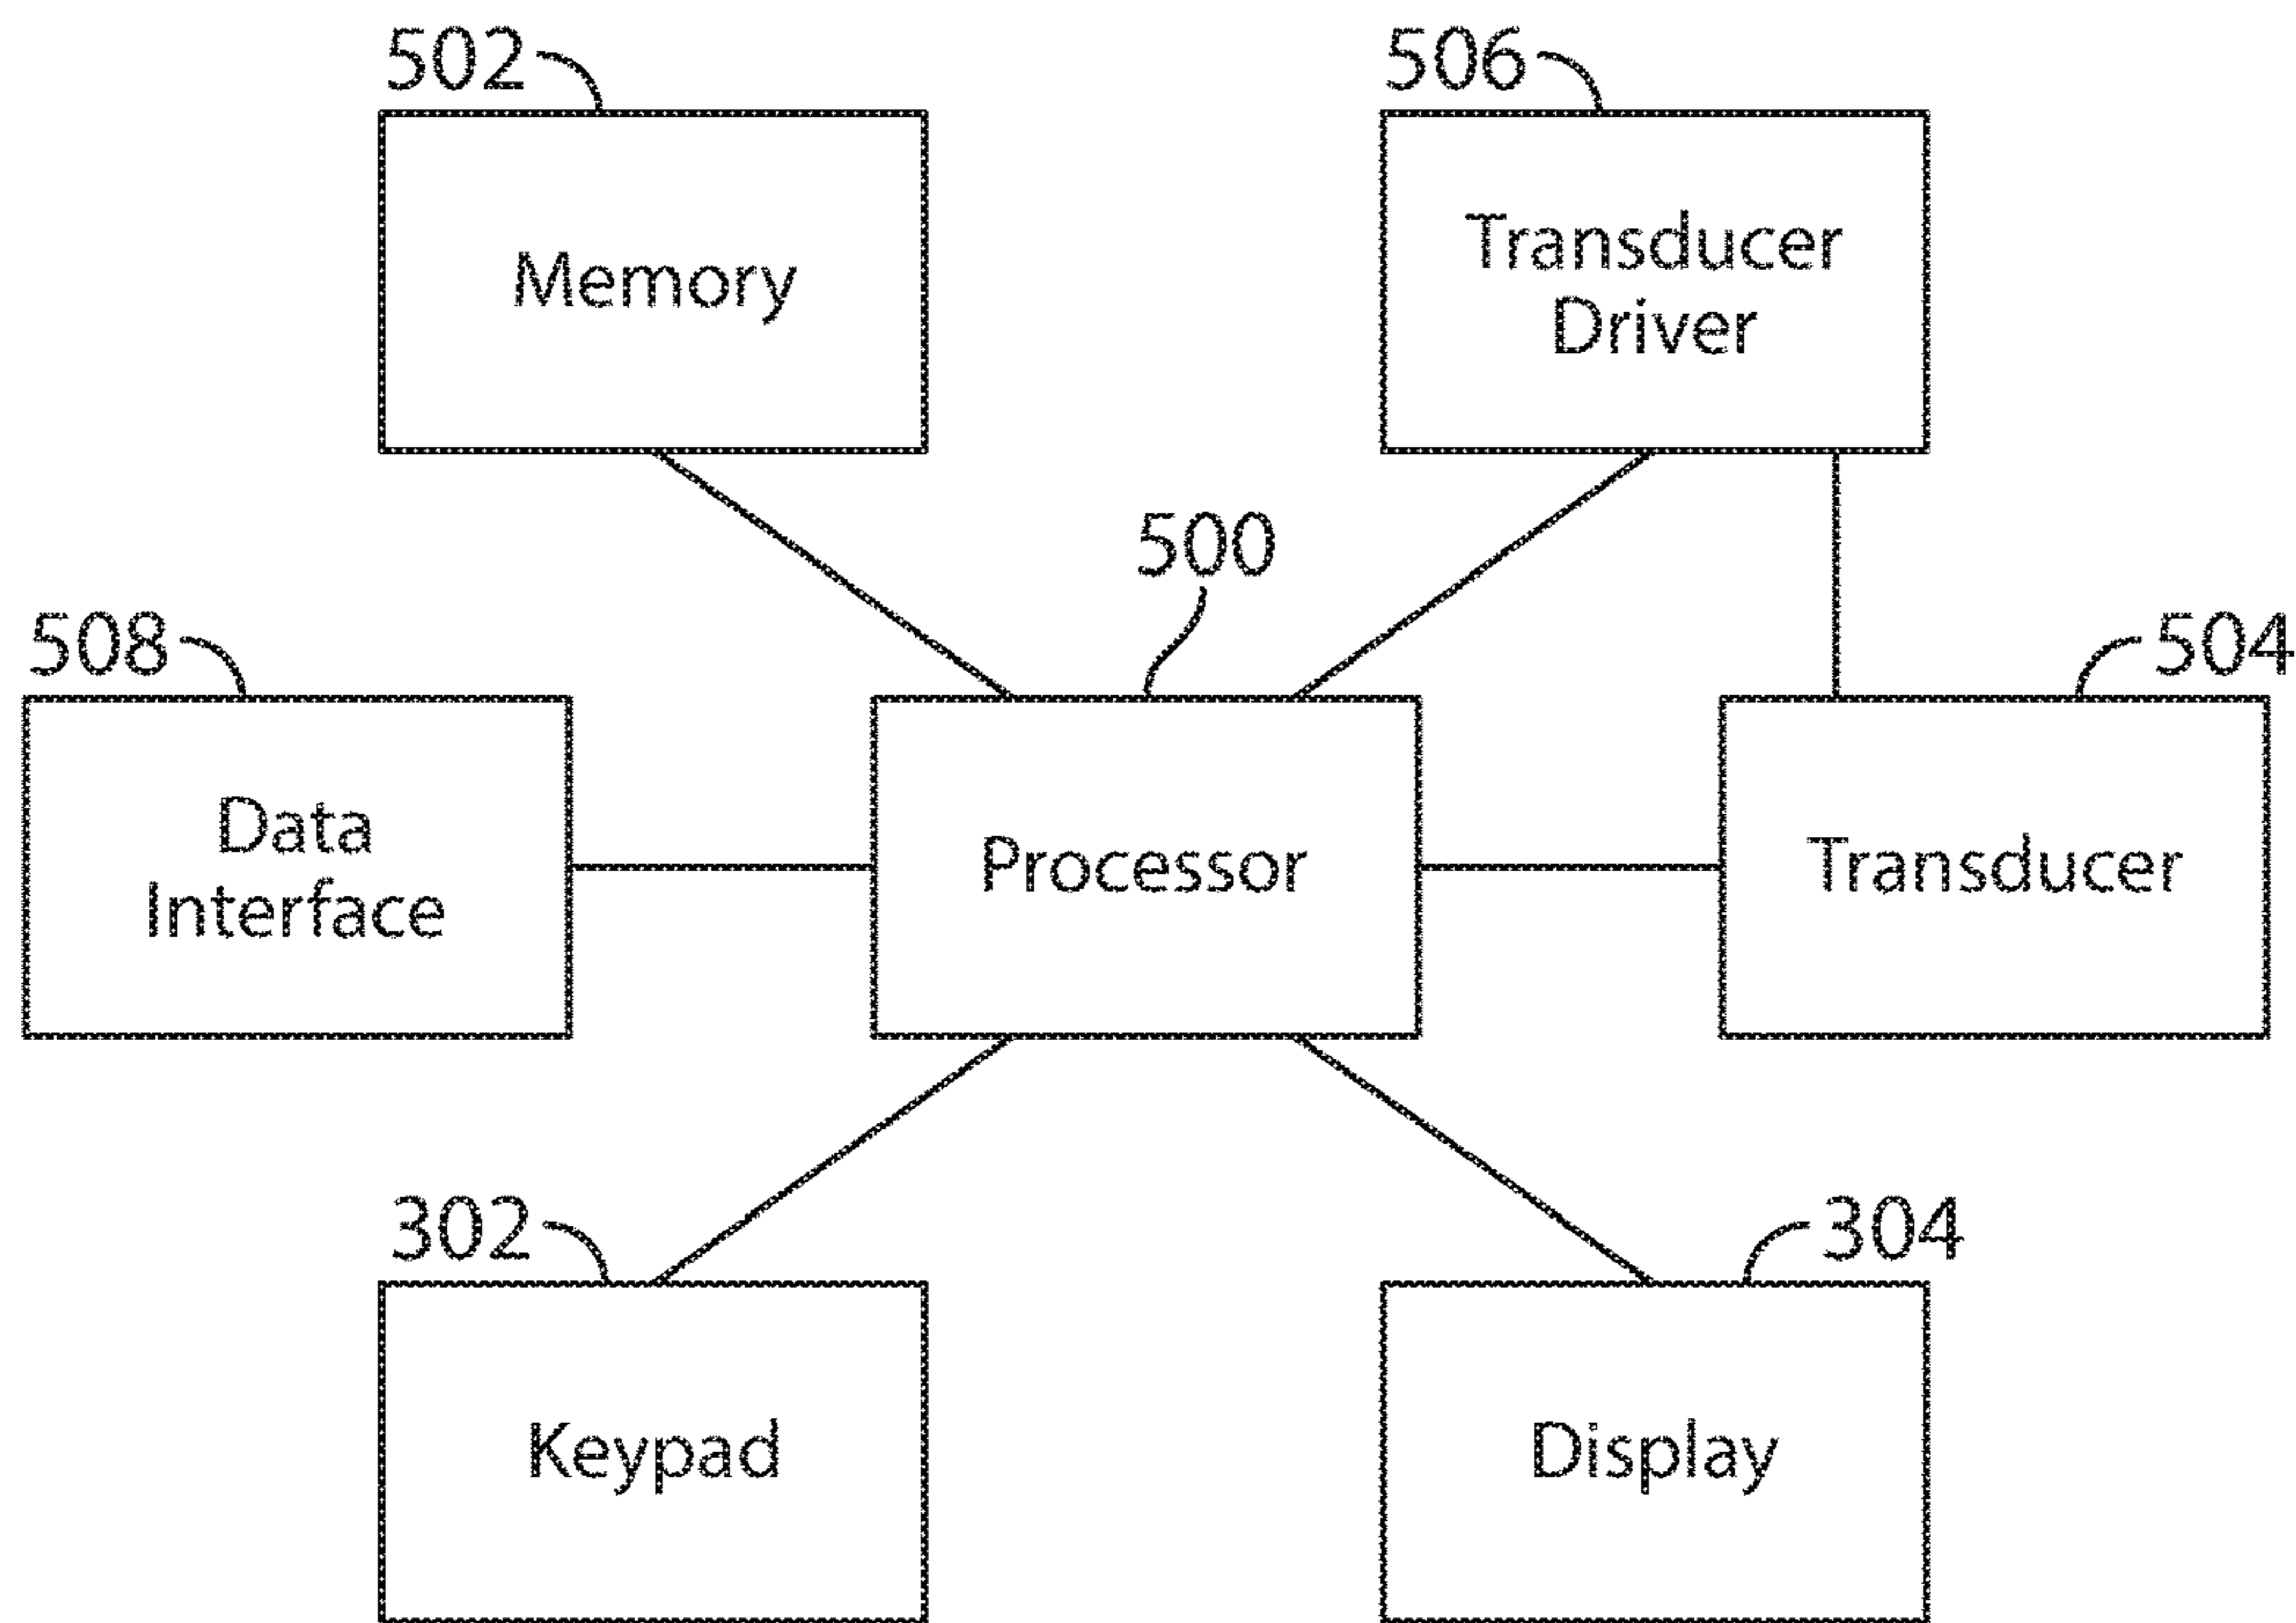 502
506
Memory
Transducer
Driver
500
508
504
Data
Interface
Processor
Transducer
302
304
Keypad
Display